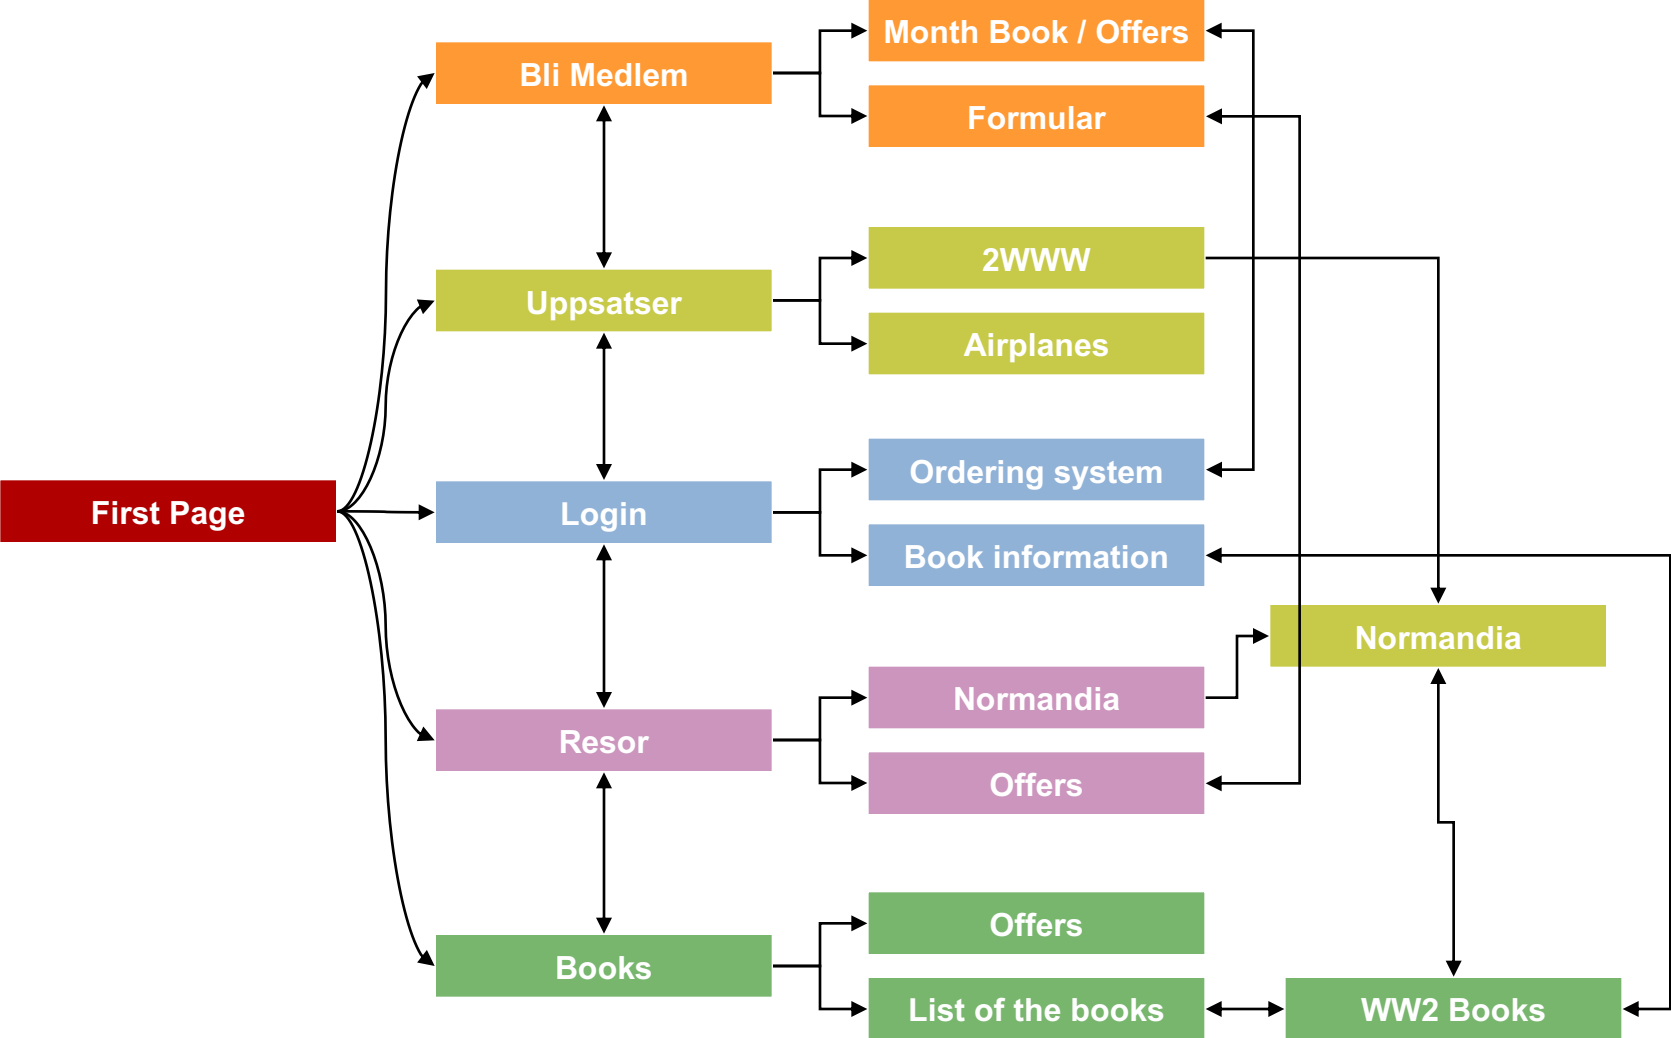 Month Book / Offers
Bli Medlem
Formular
2WWW
Uppsatser
Airplanes
Ordering system
First Page
Login
Book information
Normandia
Normandia
Resor
Offers
Offers
Books
List of the books
WW2 Books